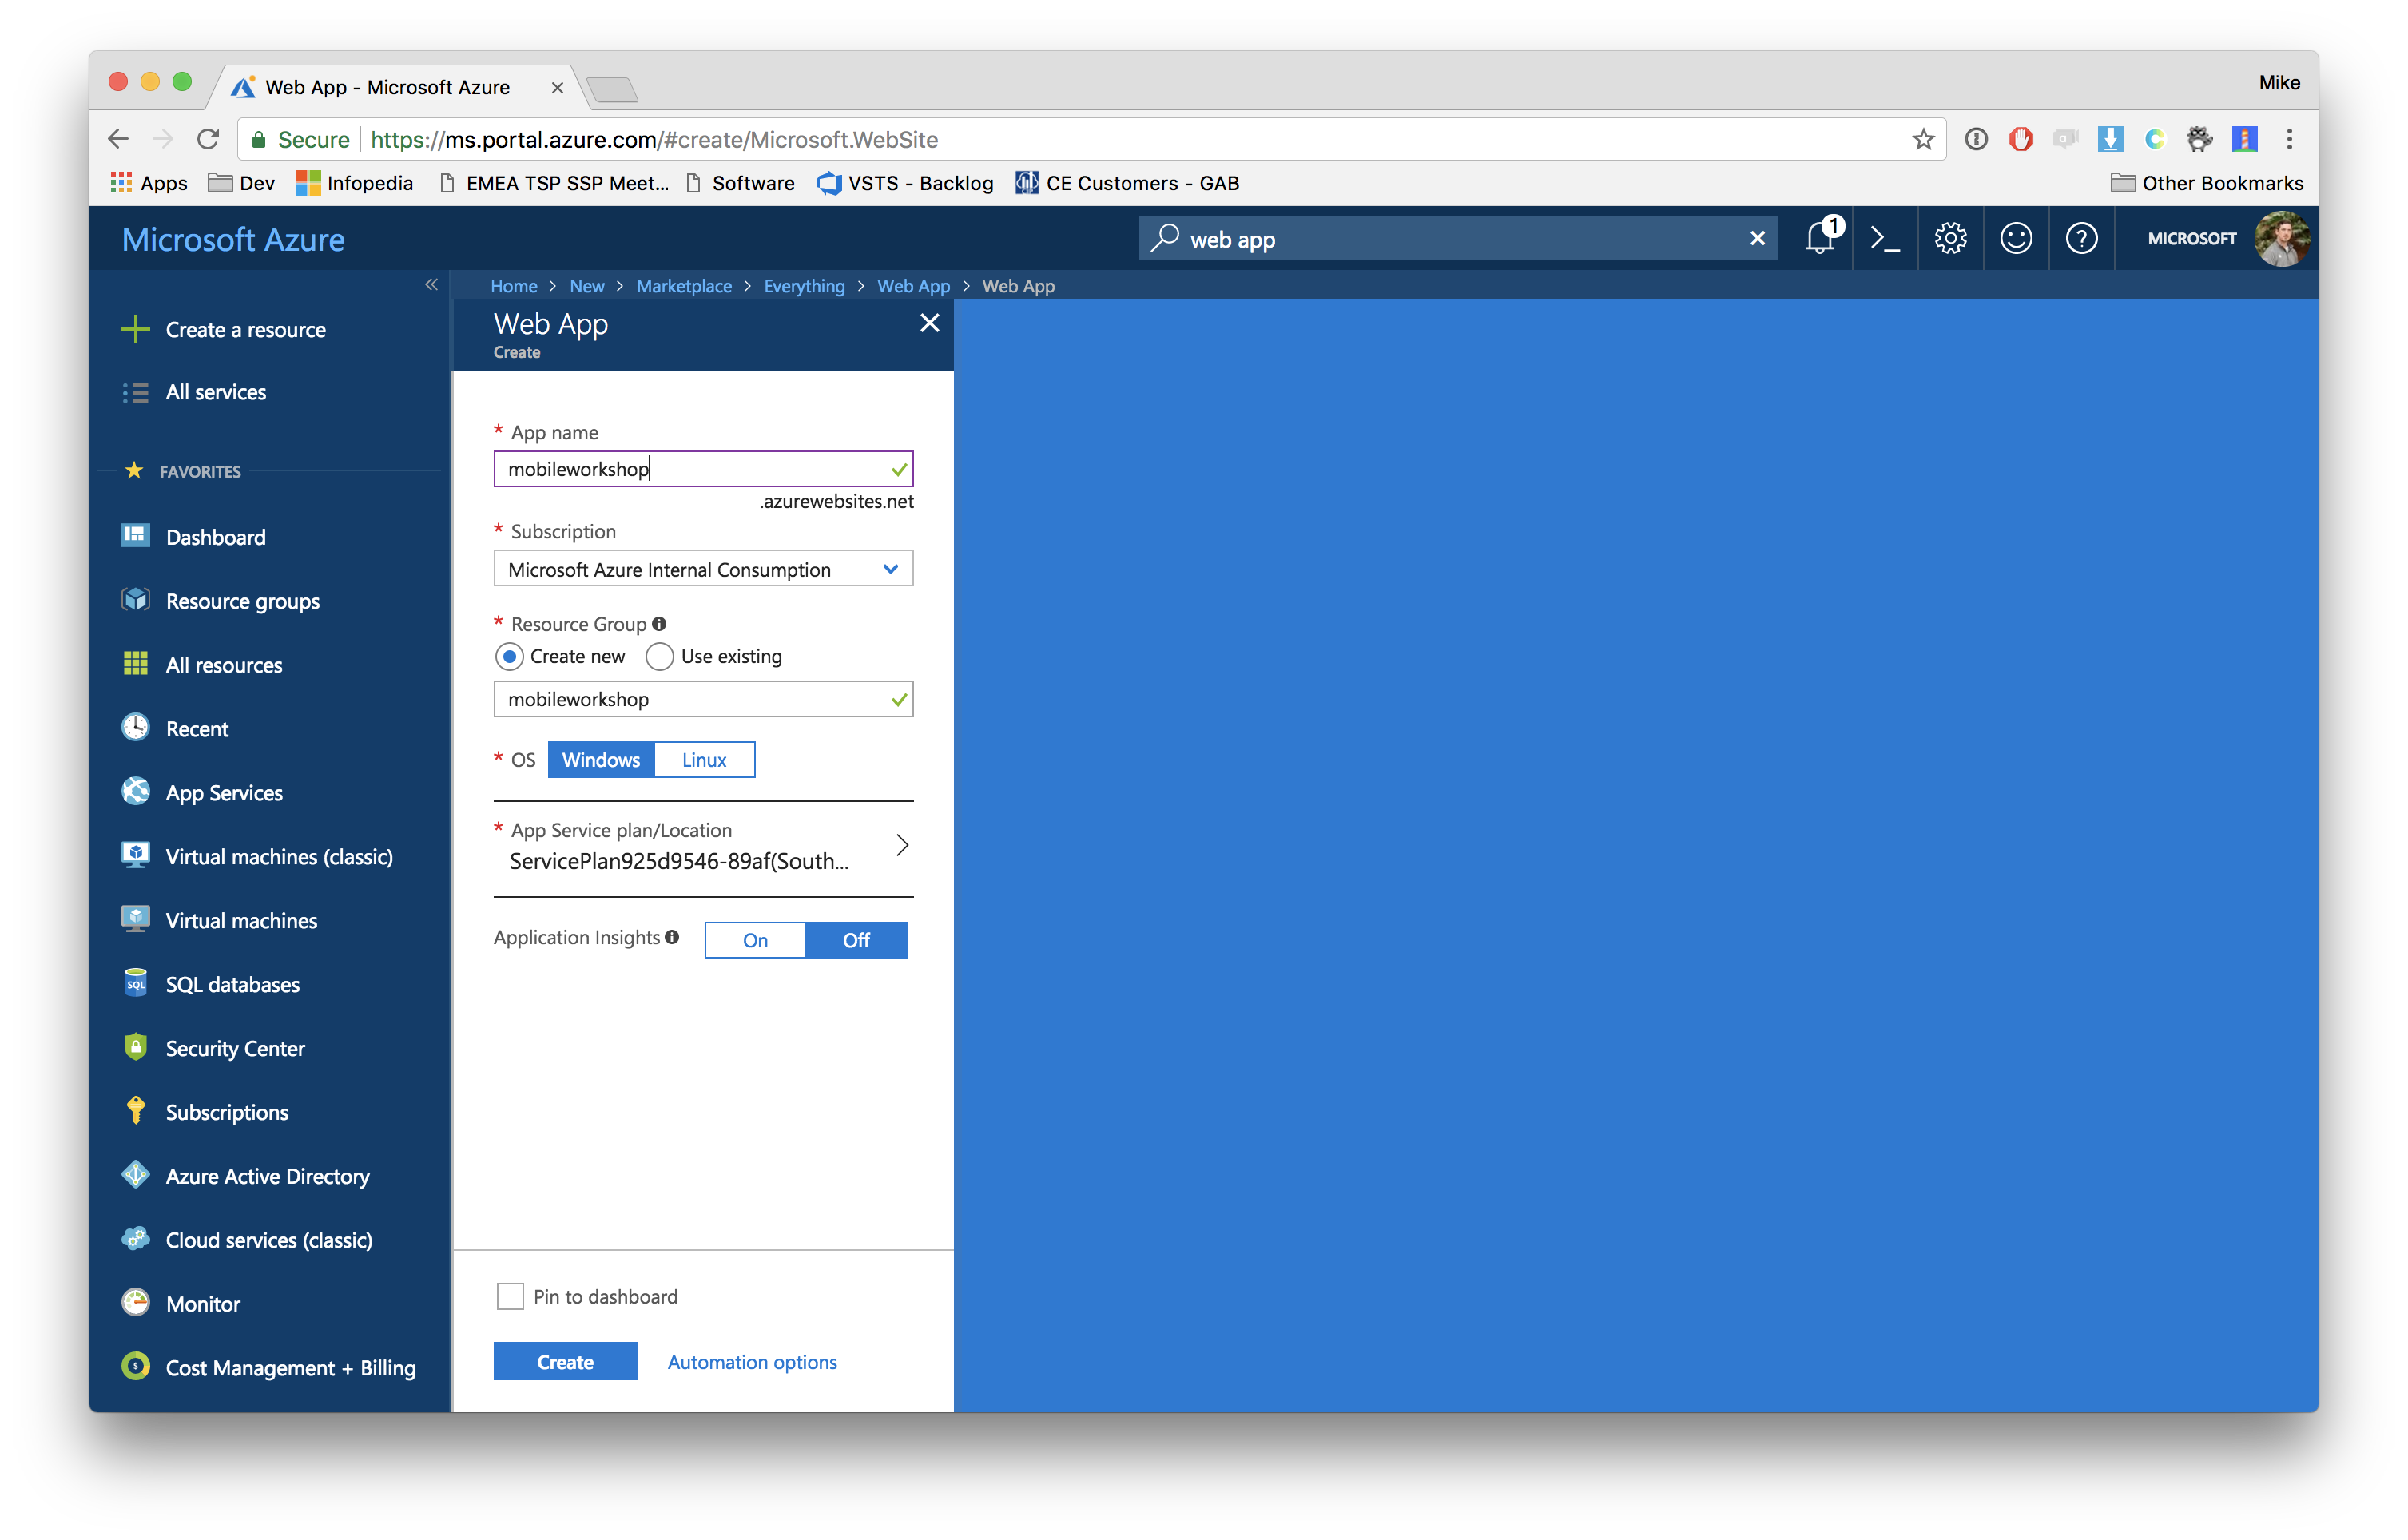 Web App - Microsoft Azure
Mike
Secure https://ms.portal.azure.com/#create/Microsoft.WebSite
Apps Dev Infopedia EMEA TSP SSP Meet... Software VSTS - Backlog CE Customers - GAB Other Bookmarks
Microsoft Azure
web app
1
MICROSOFT
Home > New > Marketplace > Everything > Web App > Web App
Create a resource
All services
FAVORITES
Dashboard
Resource groups
All resources
Recent
App Services
Virtual machines (classic)
Virtual machines
SQL databases
Security Center
Subscriptions
Azure Active Directory
Cloud services (classic)
Monitor
Cost Management + Billing
Web App
Create
* App name
mobileworkshop
.azurewebsites.net
* Subscription
Microsoft Azure Internal Consumption
* Resource Group
Create new Use existing
mobileworkshop
* OS Windows Linux
* App Service plan/Location
ServicePlan925d9546-89af(South...
Application Insights On Off
Pin to dashboard
Create Automation options